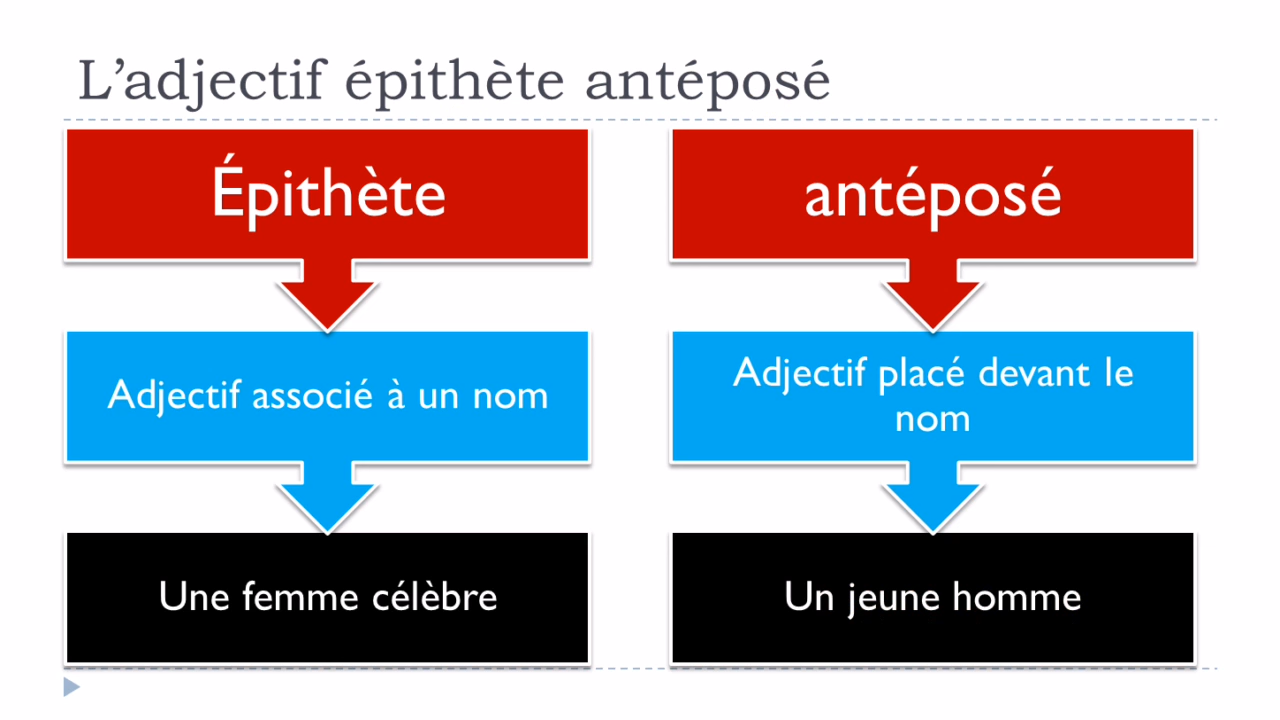 L’adjectif épithète antéposé
Épithète
Adjectif associé à un nom
Une femme célèbre
antéposé
Adjectif placé devant le
nom
Un jeune homme